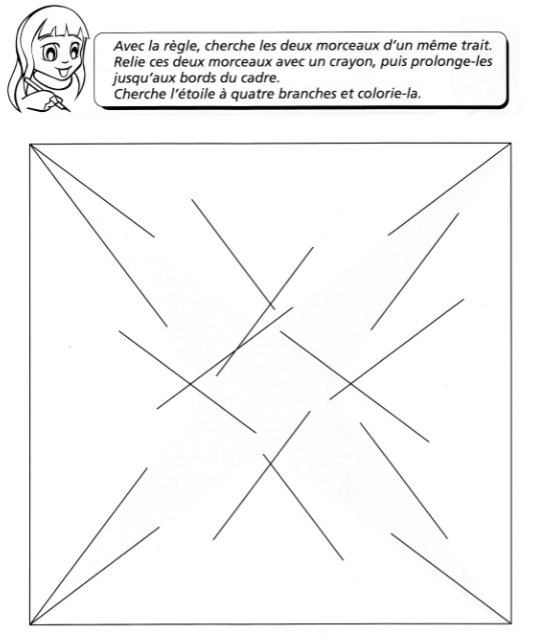 Avec la règle, cherche les deux morceaux d'un même trait.
Relie ces deux morceaux avec un crayon, puis prolonge-les
jusqu'aux bords du cadre.
Cherche l'étoile à quatre branches et colorie-la.